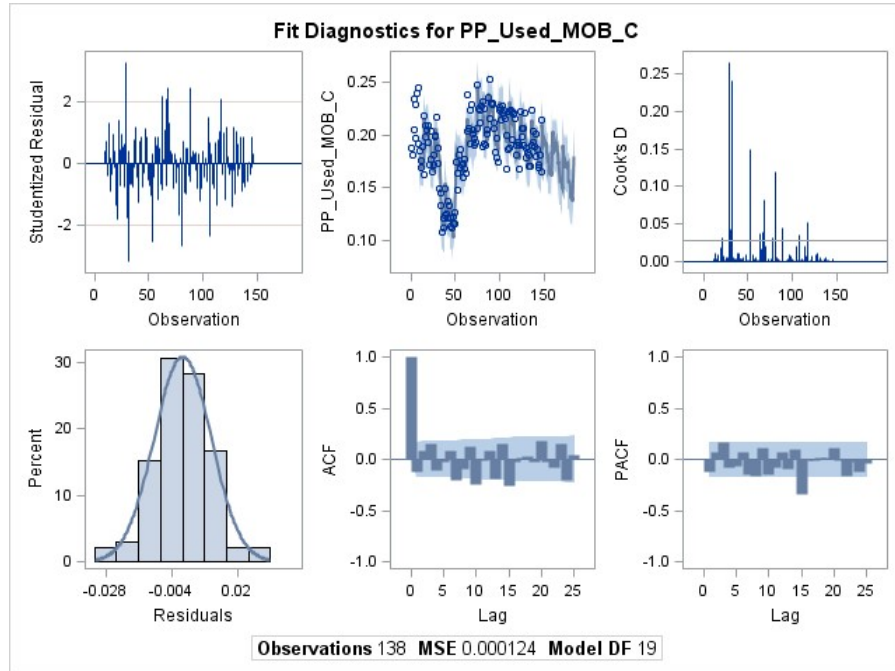 Fit Diagnostics for PP_Used_MOB_C
Studentized Residual
2
0
-2
0 50 100 150
Observation
PP_Used_MOB_C
0.25
0.20
0.15
0.10
0 50 100 150
Observation
Cook's D
0.25
0.20
0.15
0.10
0.05
0.00
0 50 100 150
Observation
Percent
30
20
10
0
-0.028 -0.004 0.02
Residuals
ACF
1.0
0.5
0.0
-0.5
-1.0
0 5 10 15 20 25
Lag
PACF
1.0
0.5
0.0
-0.5
-1.0
0 5 10 15 20 25
Lag
Observations 138 MSE 0.000124 Model DF 19